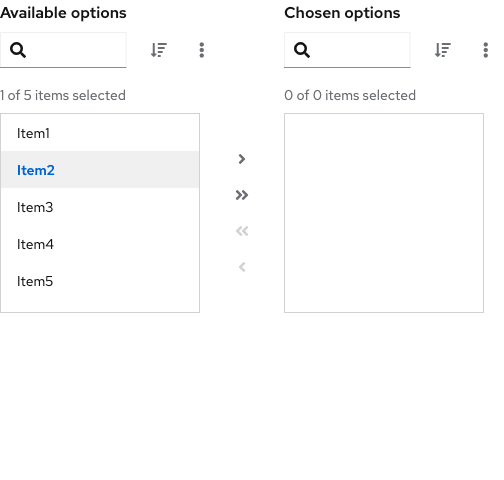 Available options
Chosen options
1 of 5 items selected
0 of 0 items selected
Item1
Item2
Item3
Item4
Item5